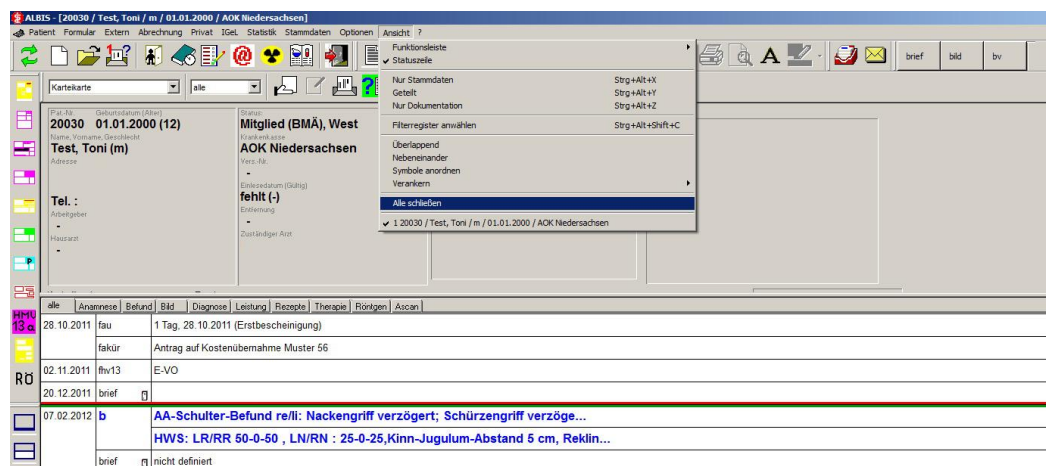 ALBIS - [20030 / Test, Toni / m / 01.01.2000 / AOK Niedersachsen]
Patient Formular Extern Abrechnung Privat IGeL Statistik Stammdaten Optionen Ansicht ?
Funktionsleiste
Statuszeile
Nur Stammdaten Strg+Alt+X
Geteilt Strg+Alt+Y
Nur Dokumentation Strg+Alt+Z
Filterregister anwählen Strg+Alt+Shift+C
Überlappend
Nebeneinander
Symbole anordnen
Verankern
Alle schließen
1 20030 / Test, Toni / m / 01.01.2000 / AOK Niedersachsen
A brief bild bv
Karteikarte alle
Pat.-Nr. Geburtsdatum (Alter)
20030 01.01.2000 (12)
Name, Vorname, Geschlecht
Test, Toni (m)
Adresse
Tel. :
Arbeitgeber
-
Hausarzt
-
Status:
Mitglied (BMÄ), West
Krankenkasse
AOK Niedersachsen
Vers.-Nr.
-
Einlesedatum (Gültig)
fehlt (-)
Entfernung
-
Zuständiger Arzt
P
HMV
13a
RÖ
alle Anamnese Befund Bild Diagnose Leistung Rezepte Therapie Röntgen Ascan
28.10.2011 fau 1 Tag, 28.10.2011 (Erstbescheinigung)
fakür Antrag auf Kostenübernahme Muster 56
02.11.2011 fhv13 E-VO
20.12.2011 brief
07.02.2012 b AA-Schulter-Befund re/li: Nackengriff verzögert; Schürzengriff verzöge...
HWS: LR/RR 50-0-50 , LN/RN : 25-0-25,Kinn-Jugulum-Abstand 5 cm, Reklin...
brief nicht definiert